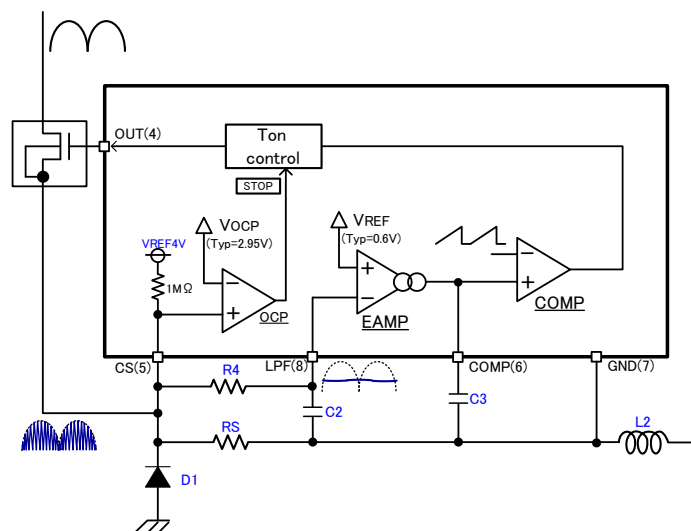 OUT(4)
Ton
control
STOP
VREF4V
1MΩ
VOCP
(Typ=2.95V)
OCP
VREF
(Typ=0.6V)
EAMP
COMP
CS(5)
LPF(8)
COMP(6)
GND(7)
R4
C2
C3
RS
L2
D1